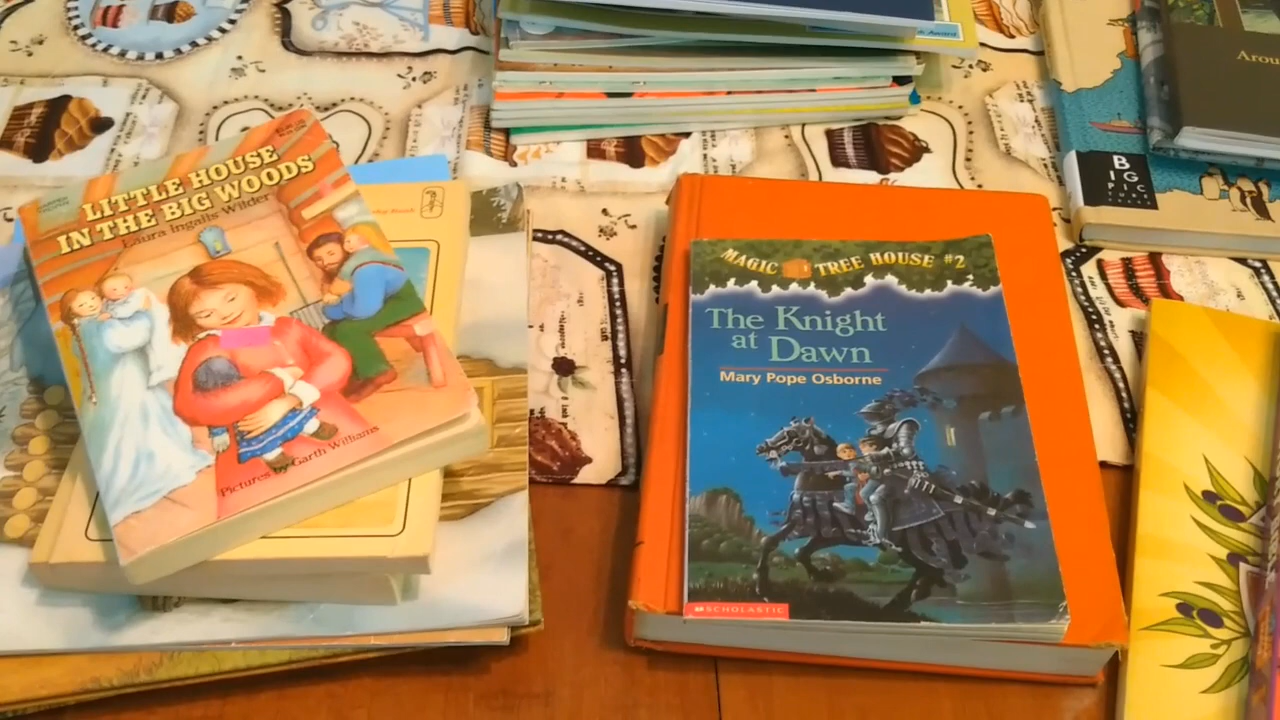 LITTLE HOUSE
IN THE BIG WOODS
Laura Ingalls Wilder
Pictures by Garth Williams
MAGIC TREE HOUSE #2
The Knight
at Dawn
Mary Pope Osborne
SCHOLASTIC
B
IG
PIC
Arou